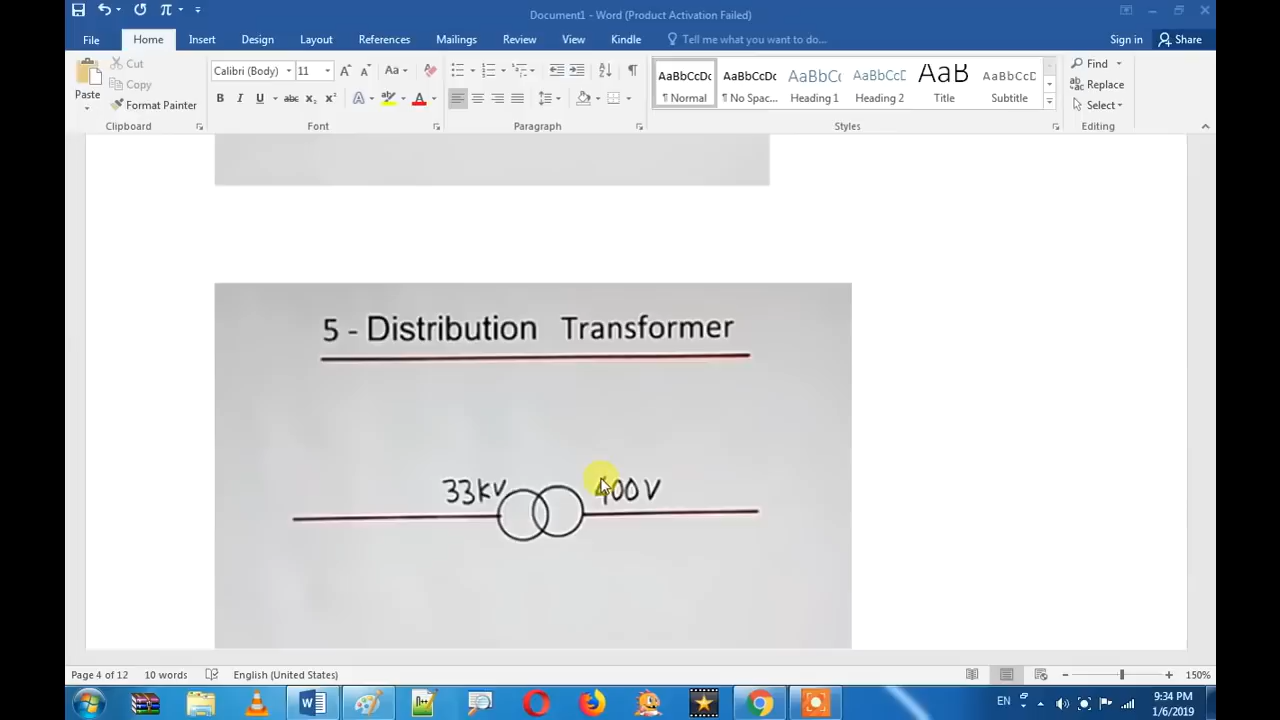 Document1 - Word (Product Activation Failed)
File Home Insert Design Layout References Mailings Review View Kindle Tell me what you want to do... Sign in Share
Paste
Cut
Copy
Format Painter
Clipboard
Calibri (Body) 11
Font
Paragraph
AaBbCcDc AaBbCcDc AaBbC AaBbCcD AaB AaBbCcD
¶ Normal ¶ No Spac... Heading 1 Heading 2 Title Subtitle
Styles
Find
Replace
Select
Editing
5 - Distribution Transformer
33kV 400V
Page 4 of 12 10 words English (United States) 150%
EN 9:34 PM
1/6/2019